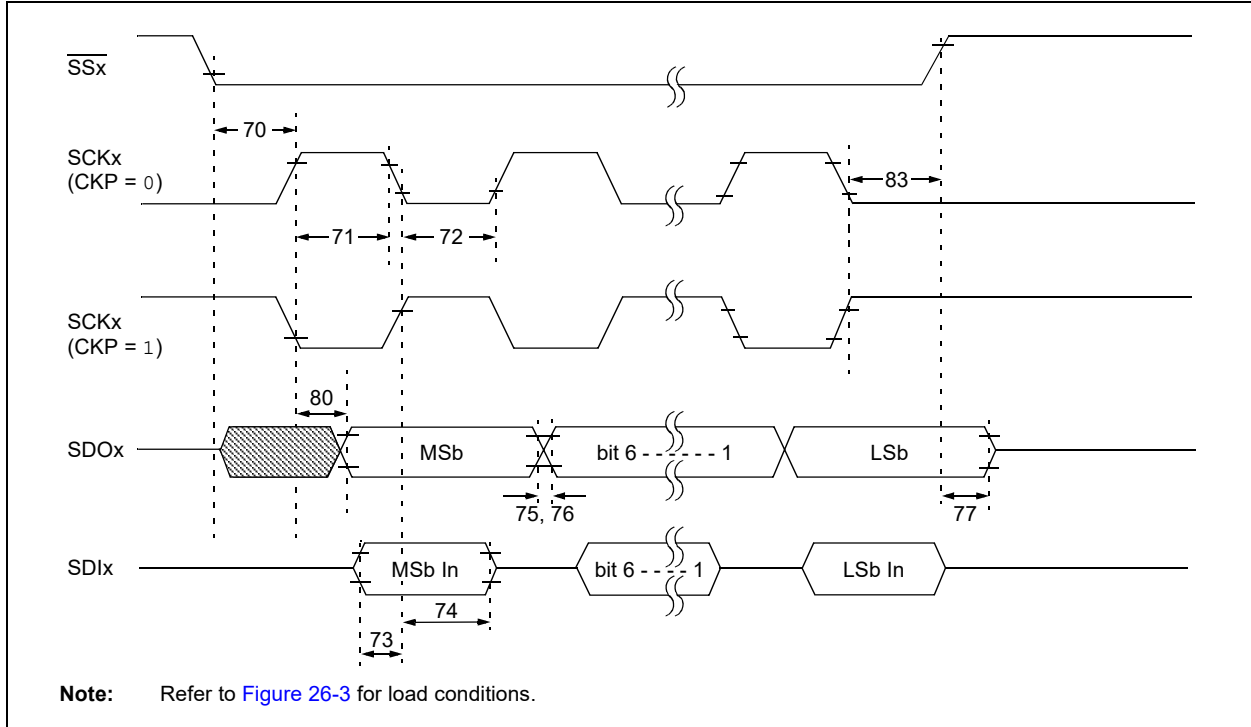 SSx
70
SCKx
(CKP = 0)
83
71
72
SCKx
(CKP = 1)
80
SDOx
MSb
bit 6 - - - - - - 1
LSb
75, 76
77
SDIx
MSb In
bit 6 - - - - 1
LSb In
74
73
Note: Refer to Figure 26-3 for load conditions.